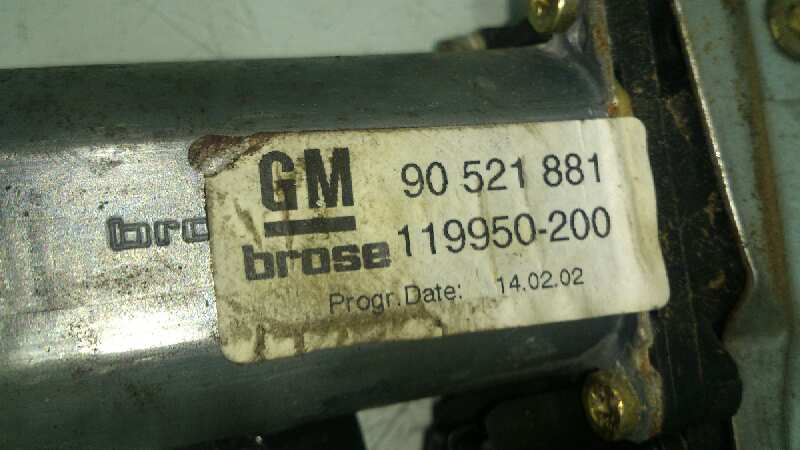 GM 90 521 881
brose 119950-200
Progr.Date: 14.02.02
bro